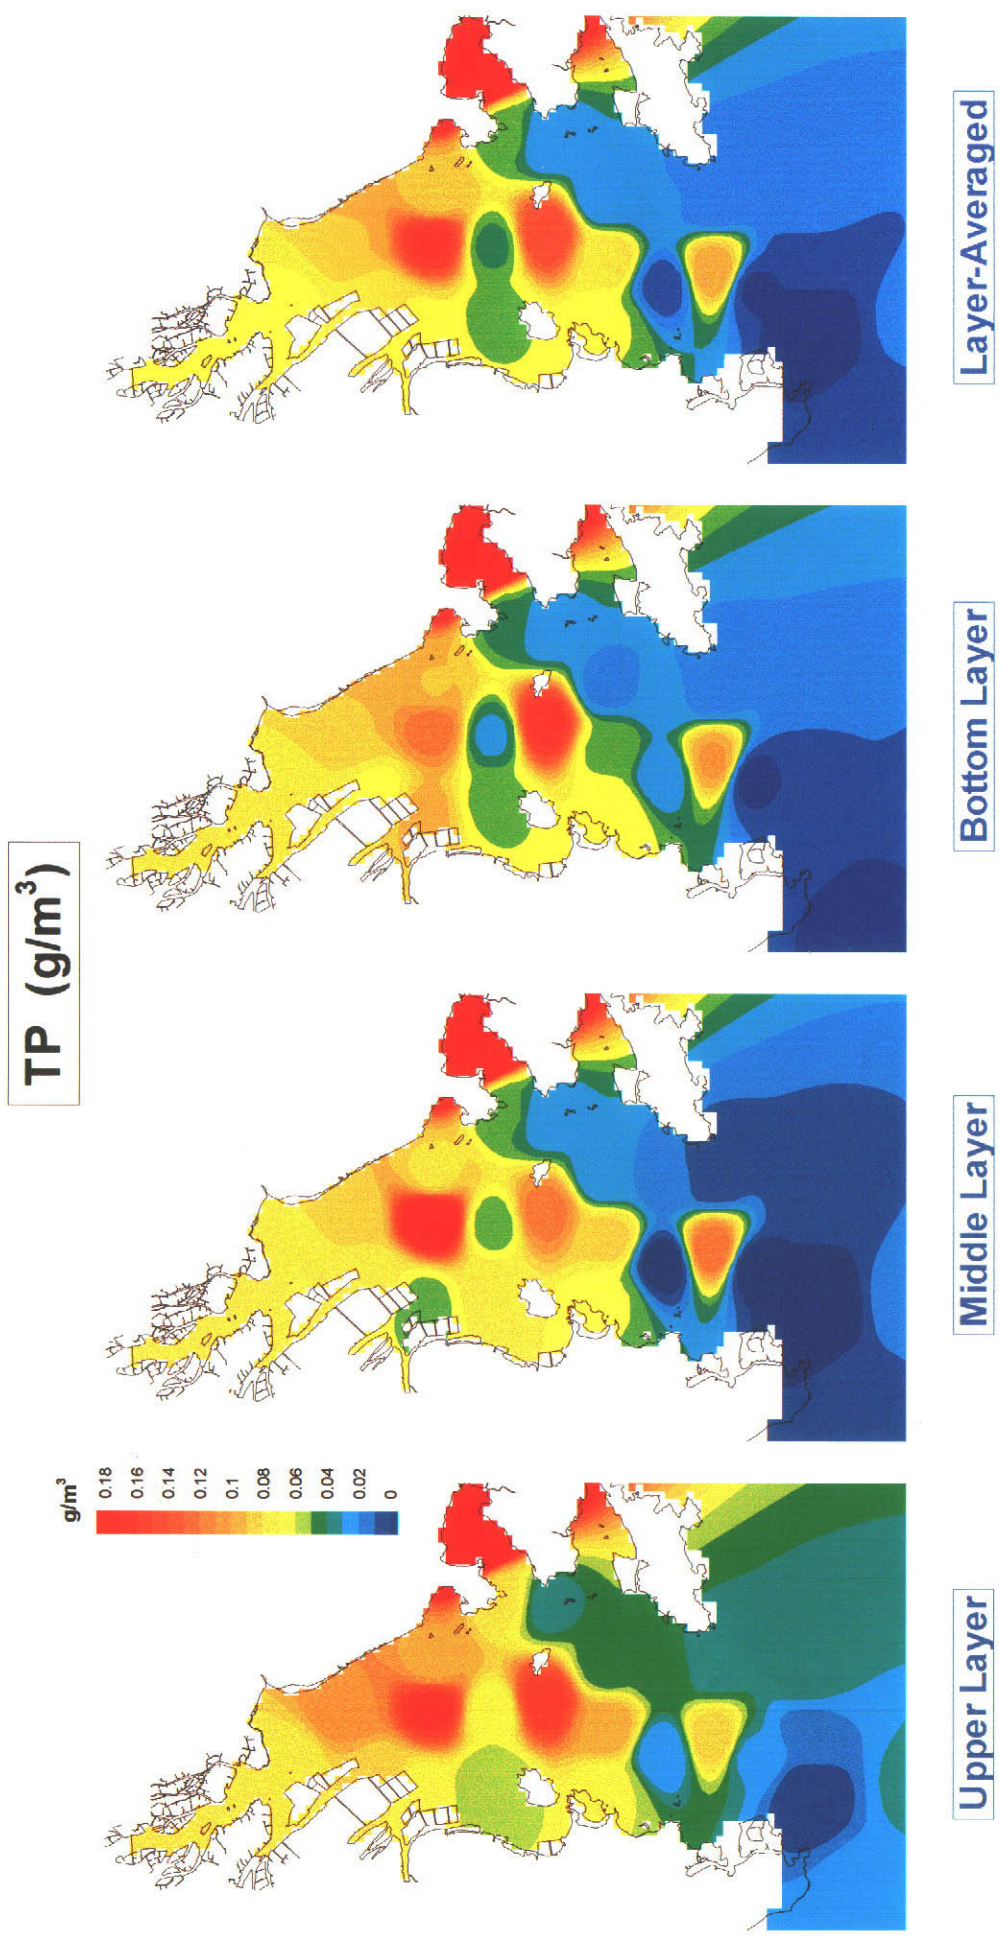 TP (g/m³)
g/m³
0.18
0.16
0.14
0.12
0.1
0.08
0.06
0.04
0.02
0
Upper Layer
Middle Layer
Bottom Layer
Layer-Averaged